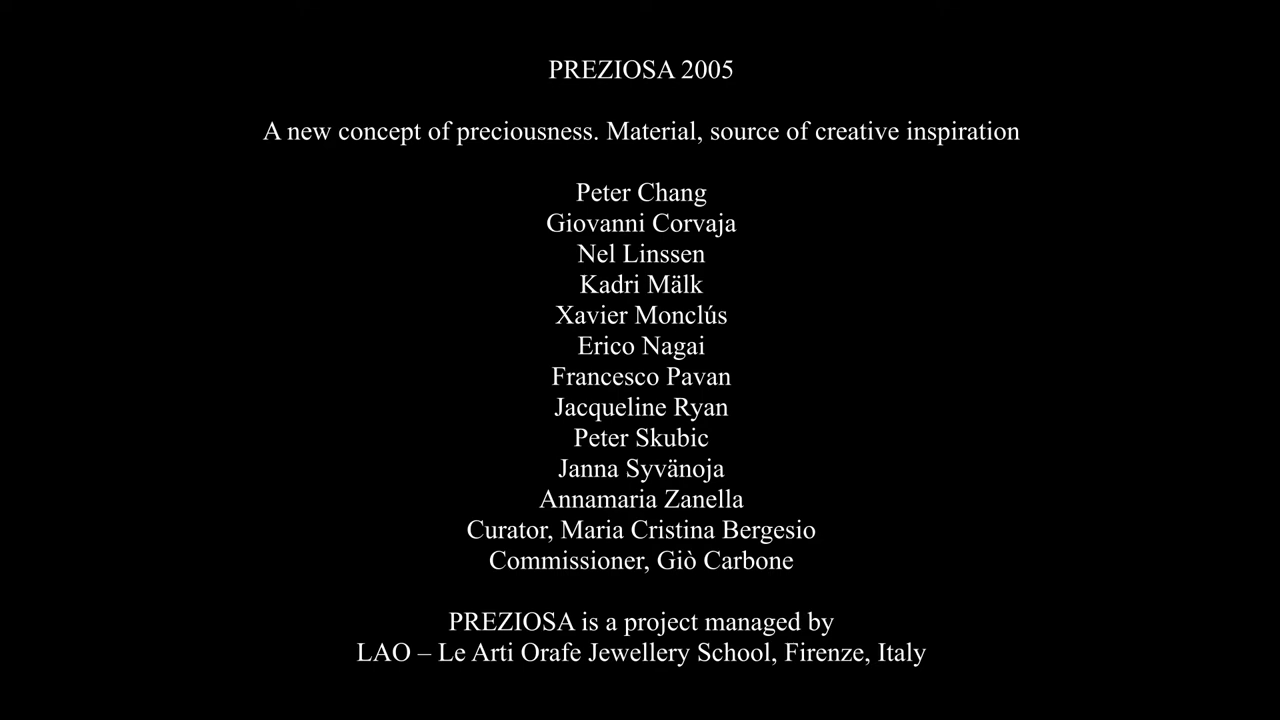 PREZIOSA 2005
A new concept of preciousness. Material, source of creative inspiration
Peter Chang
Giovanni Corvaja
Nel Linssen
Kadri Mälk
Xavier Monclús
Erico Nagai
Francesco Pavan
Jacqueline Ryan
Peter Skubic
Janna Syvänoja
Annamaria Zanella
Curator, Maria Cristina Bergesio
Commissioner, Giò Carbone
PREZIOSA is a project managed by
LAO – Le Arti Orafe Jewellery School, Firenze, Italy